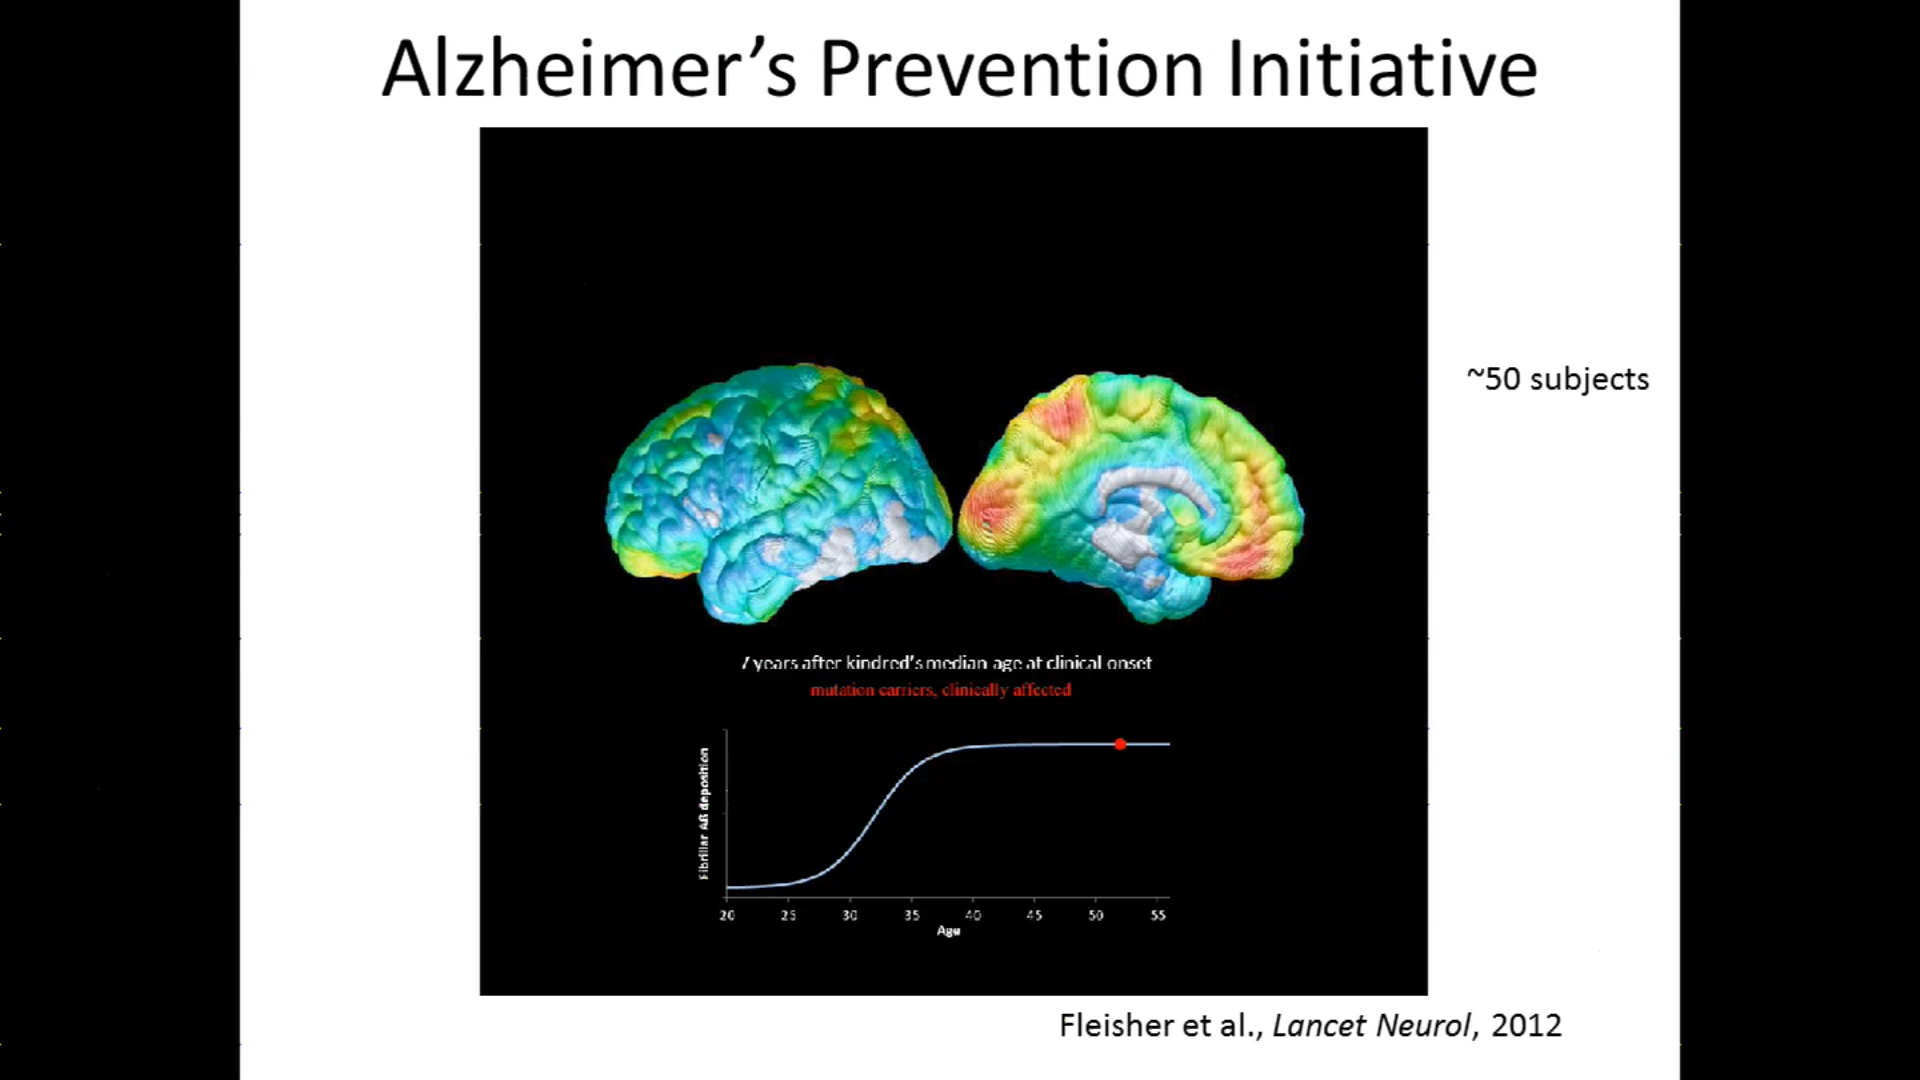 Alzheimer's Prevention Initiative
~50 subjects
7 years after kindred's median age at clinical onset
mutation carriers, clinically affected
Fibrillar Aß deposition
20 25 30 35 40 45 50 55
Age
Fleisher et al., Lancet Neurol, 2012